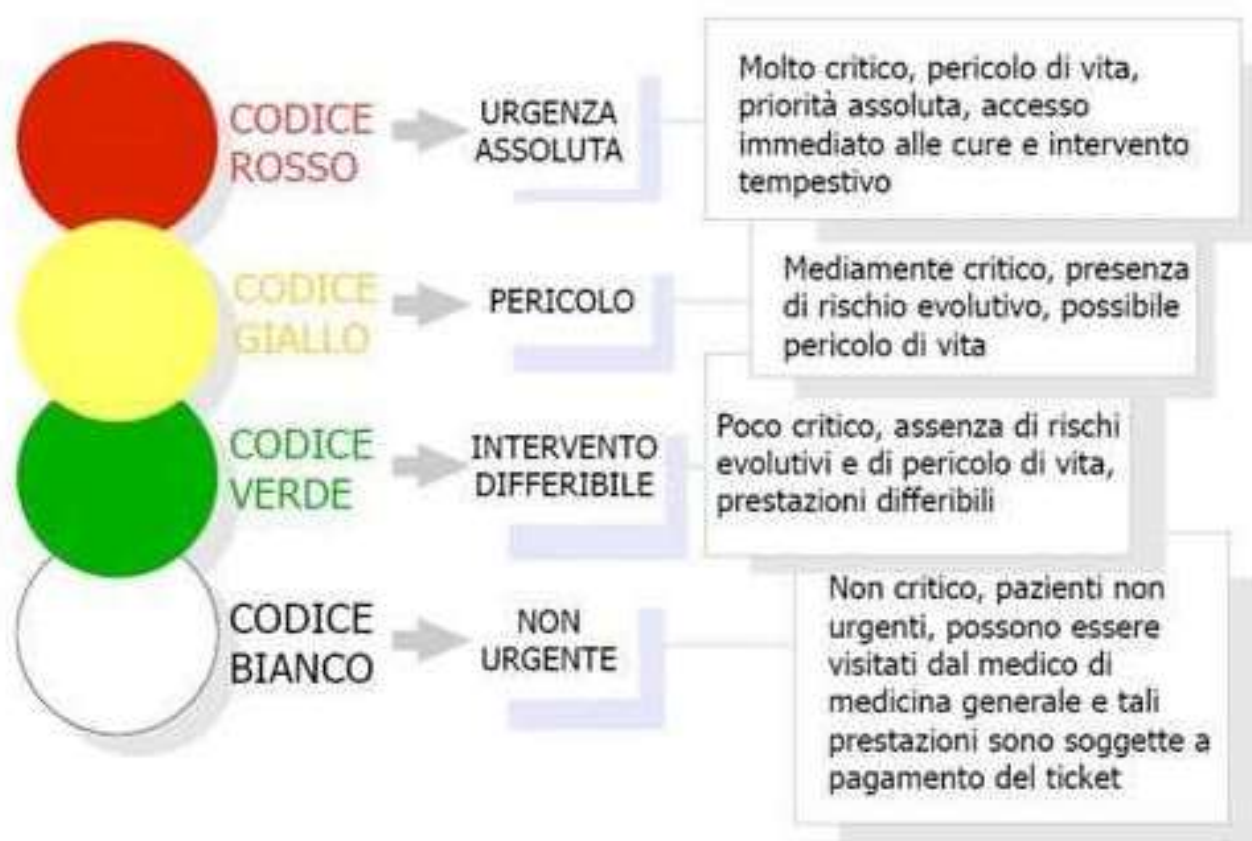 CODICE
ROSSO
URGENZA
ASSOLUTA
Molto critico, pericolo di vita,
priorità assoluta, accesso
immediato alle cure e intervento
tempestivo
CODICE
GIALLO
PERICOLO
Mediamente critico, presenza
di rischio evolutivo, possibile
pericolo di vita
CODICE
VERDE
INTERVENTO
DIFFERIBILE
Poco critico, assenza di rischi
evolutivi e di pericolo di vita,
prestazioni differibili
CODICE
BIANCO
NON
URGENTE
Non critico, pazienti non
urgenti, possono essere
visitati dal medico di
medicina generale e tali
prestazioni sono soggette a
pagamento del ticket